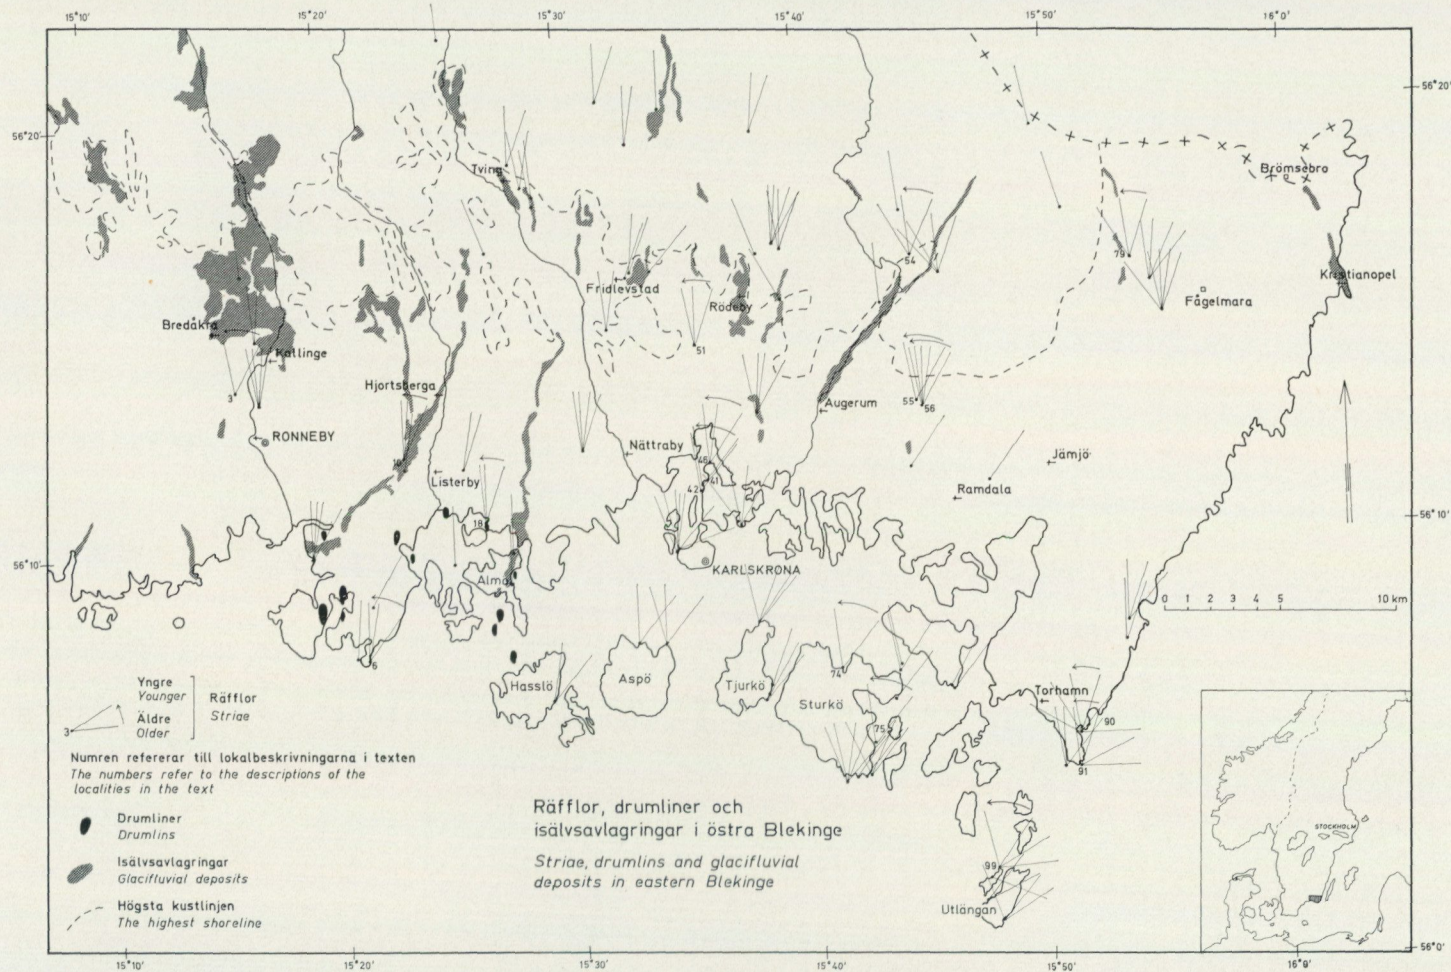 15°10'
15°20'
15°30'
15°40'
15°50'
16°0'
56°20'
56°20'
Tving
Brömsebro
54
79
Kristianopel
Fridlevstad
Rödeby
Fågelmara
Bredåkra
Kallinge
51
Hjortsberga
3
55
56
Augerum
RONNEBY
Nättraby
Jämjö
10
46
Listerby
41
42
Ramdala
18
56°10'
56°10'
KARLSKRONA
Almö
0 1 2 3 4 5 10 km
6
Hasslö
Aspö
Tjurkö
74
Sturkö
Torhamn
75
90
91
Yngre
Younger
Räfflor
Striae
Äldre
Older
3
Numren refererar till lokalbeskrivningarna i texten
The numbers refer to the descriptions of the
localities in the text
Drumliner
Drumlins
Isälvsavlagringar
Glacifluvial deposits
Högsta kustlinjen
The highest shoreline
Räfflor, drumliner och
isälvsavlagringar i östra Blekinge
Striae, drumlins and glacifluvial
deposits in eastern Blekinge
99
Utlängan
STOCKHOLM
56°0'
15°10'
15°20'
15°30'
15°40'
15°50'
16°0'